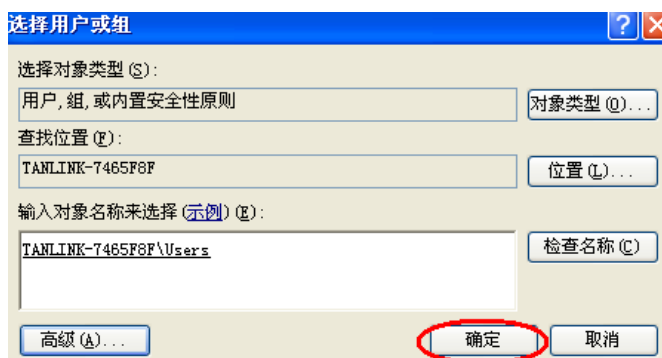 选择用户或组
选择对象类型(S):
用户,组,或内置安全性原则
对象类型(O)...
查找位置(F):
TANLINK-7465F8F
位置(L)...
输入对象名称来选择(示例)(E):
TANLINK-7465F8F\Users
检查名称(C)
高级(A)...
确定
取消